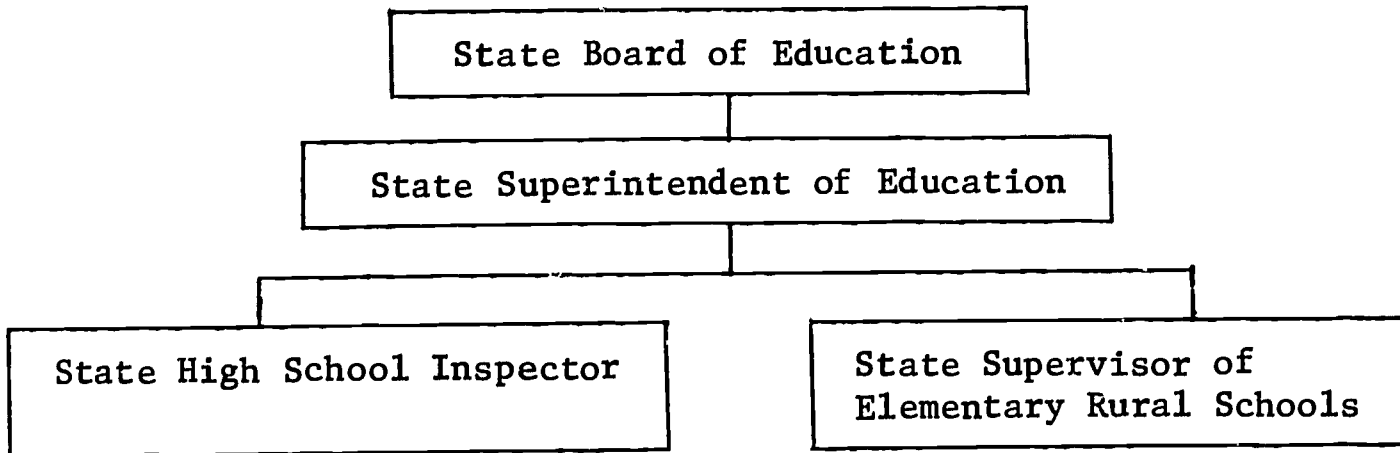 State Board of Education
State Superintendent of Education
State High School Inspector
State Supervisor of
Elementary Rural Schools